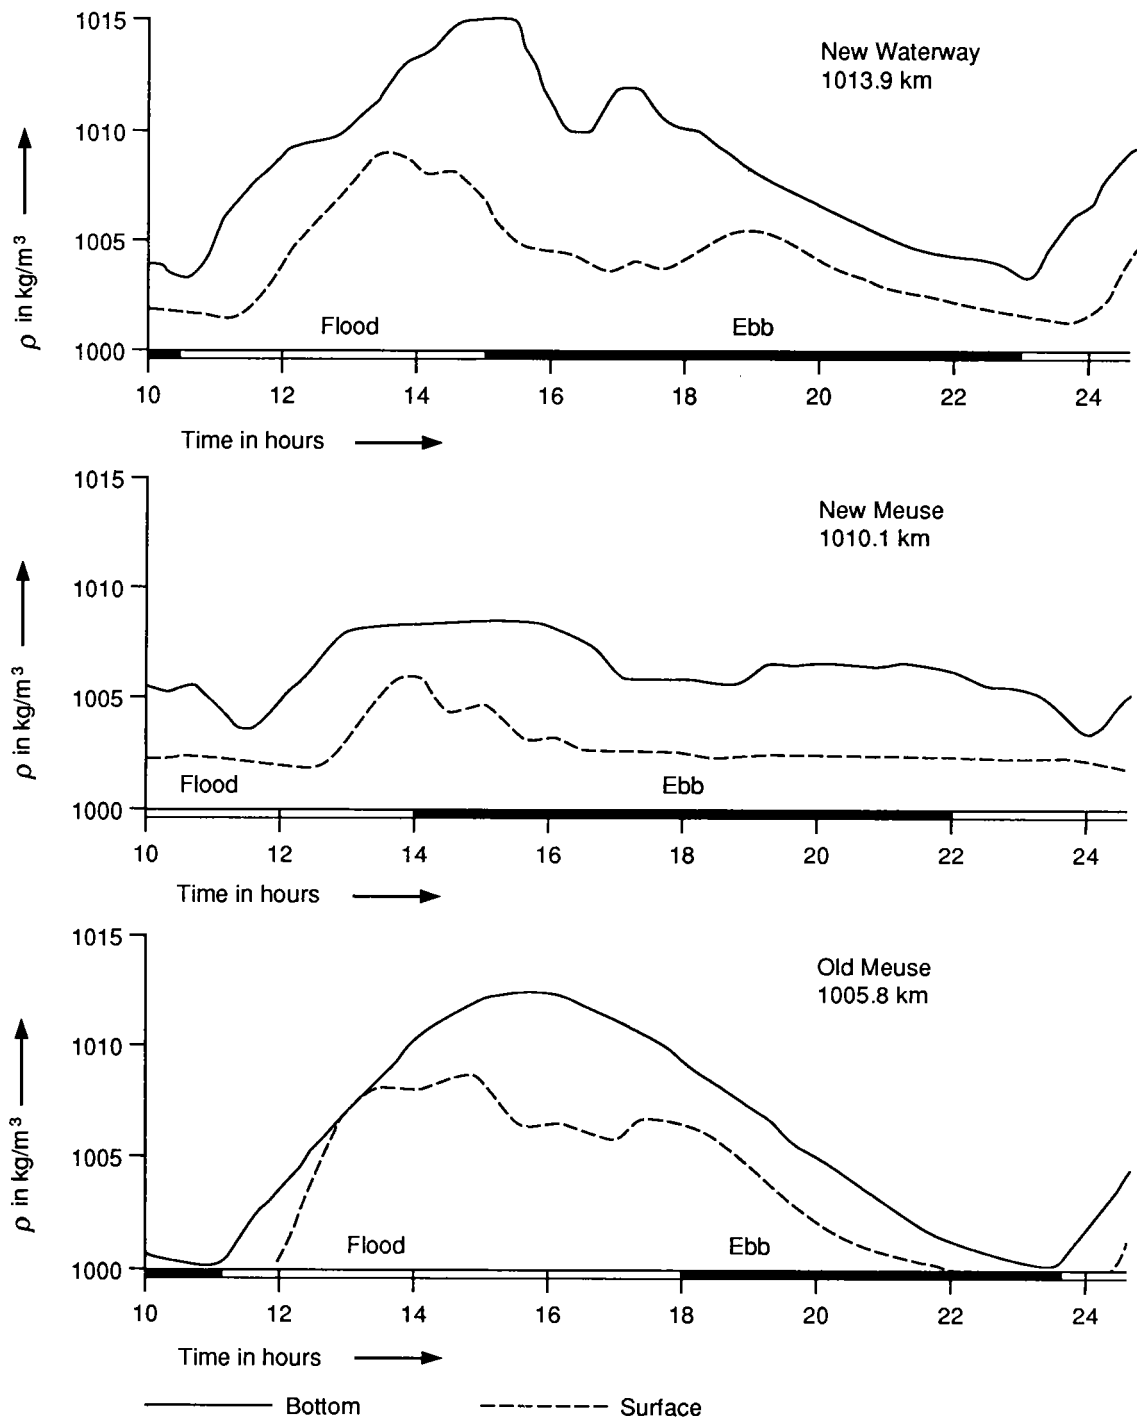 1015
1010
1005
1000
ρ in kg/m³
New Waterway
1013.9 km
Flood
Ebb
10 12 14 16 18 20 22 24
Time in hours
1015
1010
1005
1000
ρ in kg/m³
New Meuse
1010.1 km
Flood
Ebb
10 12 14 16 18 20 22 24
Time in hours
1015
1010
1005
1000
ρ in kg/m³
Old Meuse
1005.8 km
Flood
Ebb
10 12 14 16 18 20 22 24
Time in hours
Bottom
Surface